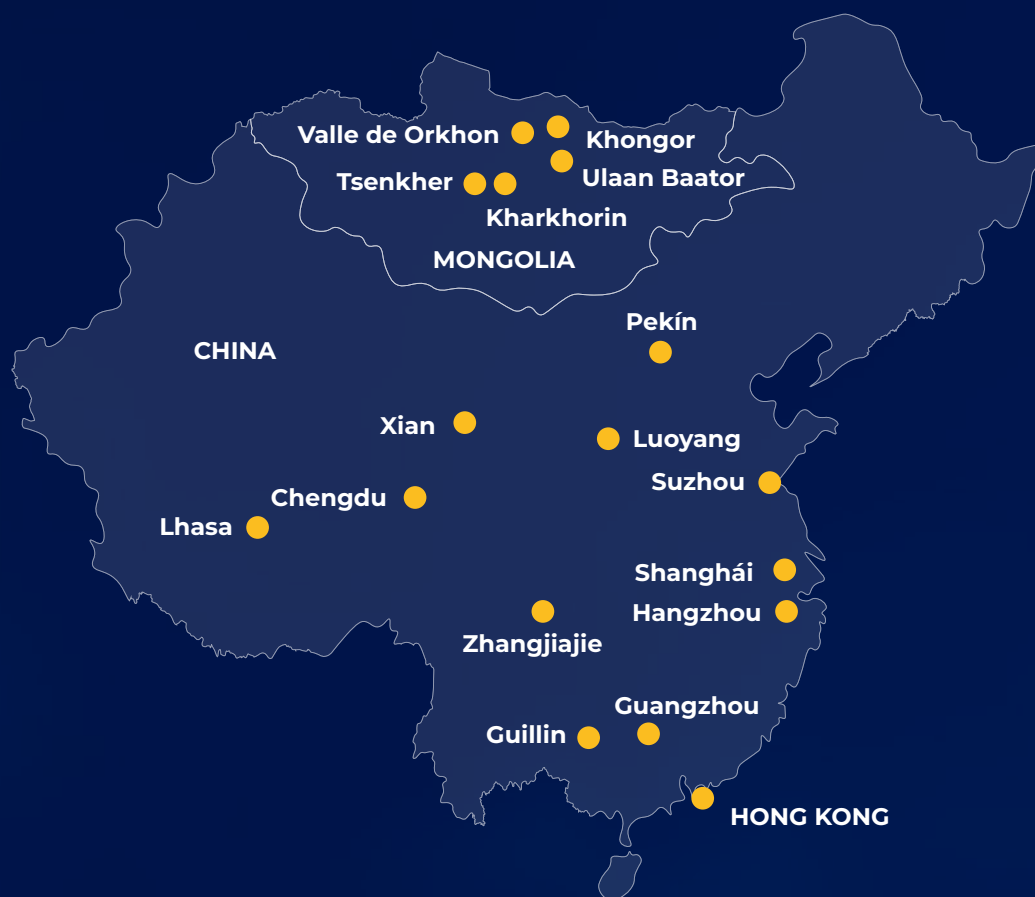 Valle de Orkhon
Khongor
Tsenkher
Ulaan Baator
Kharkhorin
MONGOLIA
Pekín
CHINA
Xian
Luoyang
Suzhou
Chengdu
Lhasa
Shanghái
Hangzhou
Zhangjiajie
Guangzhou
Guillin
HONG KONG